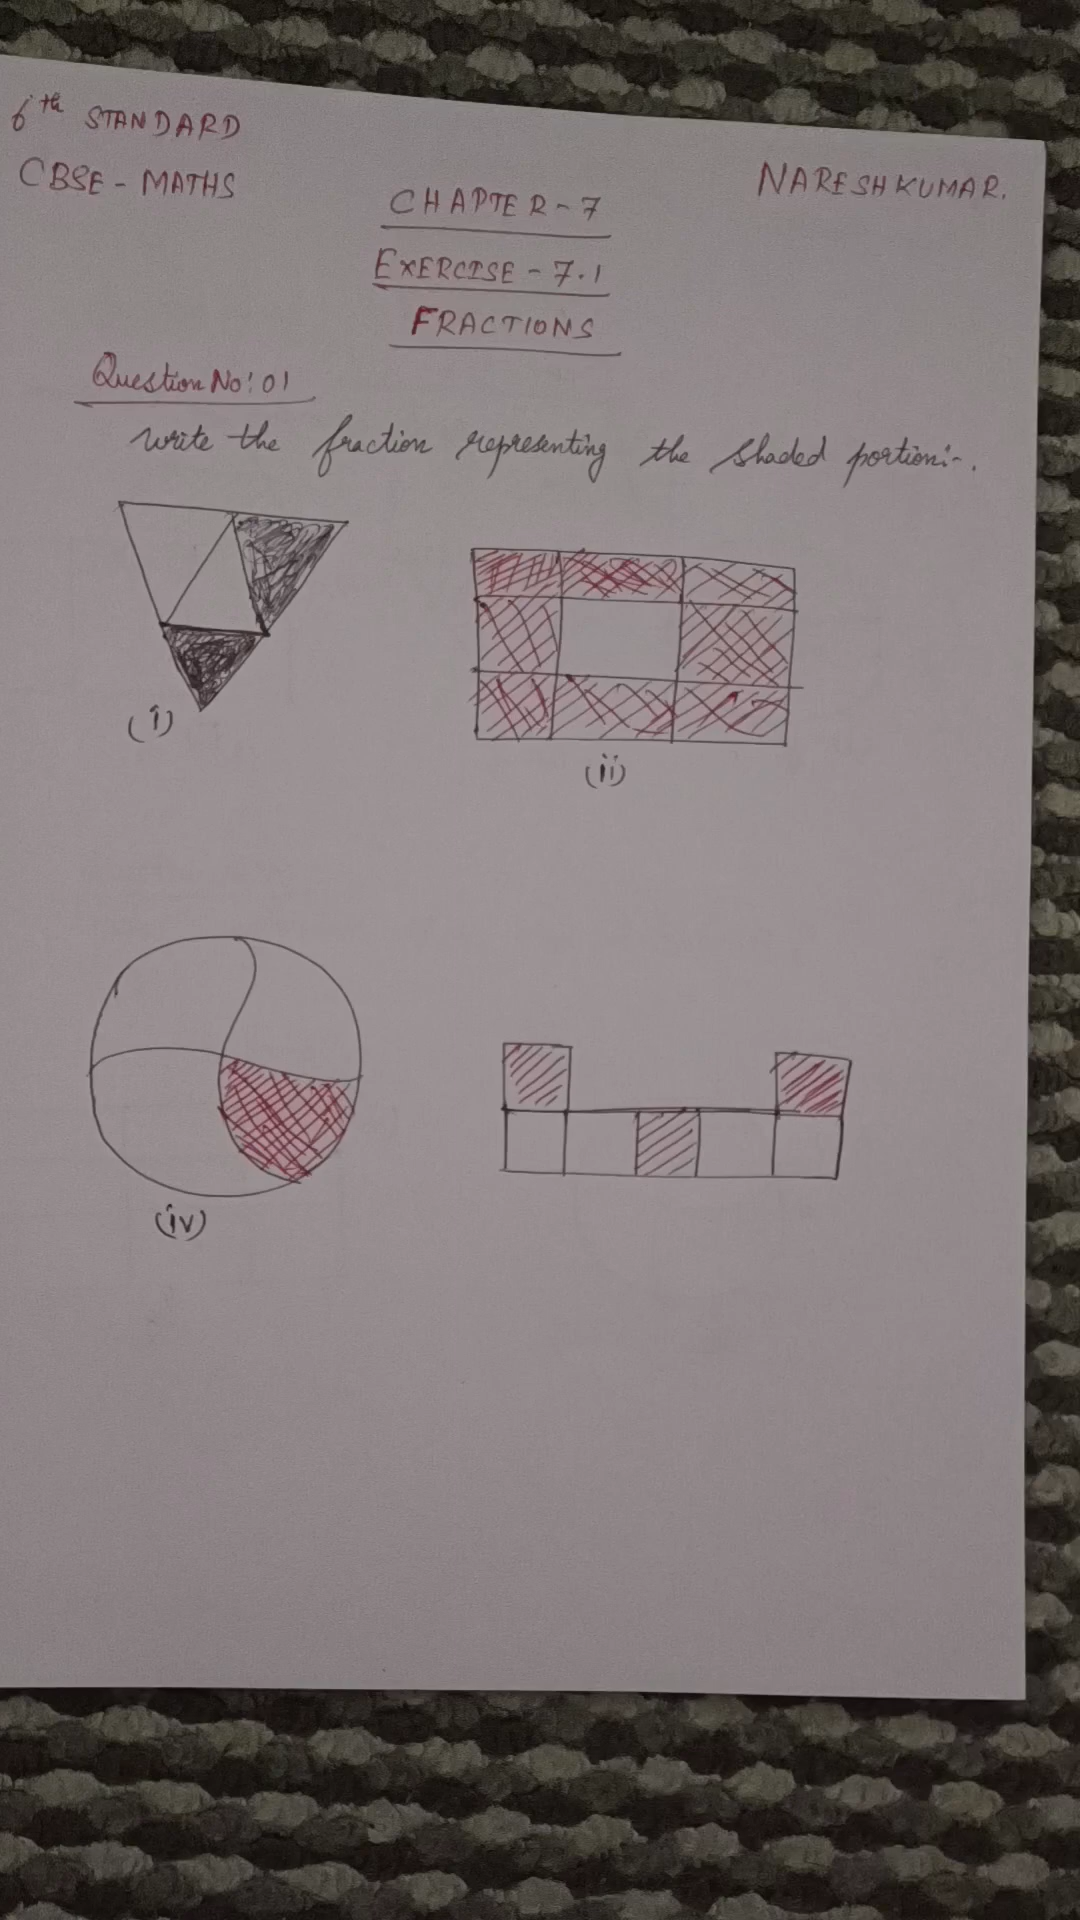 6th STANDARD
CBSE - MATHS
NARESH KUMAR.
CHAPTER - 7
EXERCISE - 7.1
FRACTIONS
Question No: 01
Write the fraction representing the shaded portion:-.
(i)
(ii)
(iv)